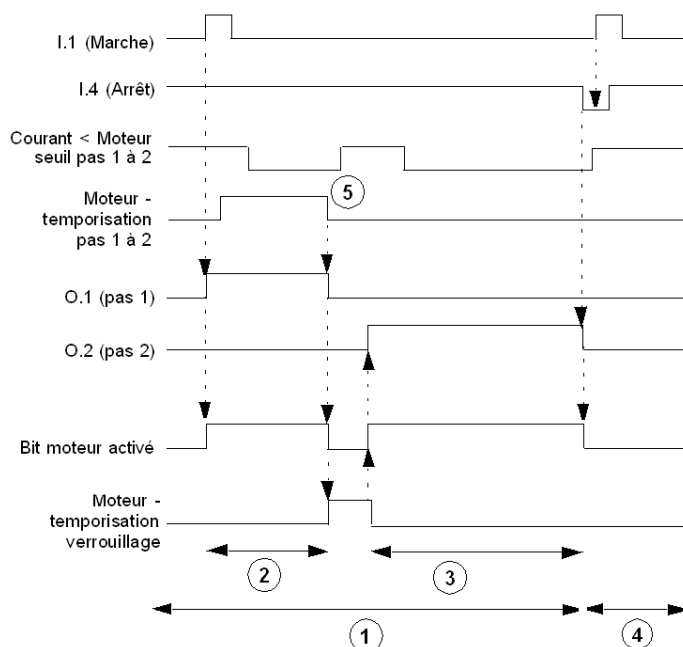 I.1 (Marche)
I.4 (Arrêt)
Courant < Moteur
seuil pas 1 à 2
5
Moteur -
temporisation
pas 1 à 2
O.1 (pas 1)
O.2 (pas 2)
Bit moteur activé
Moteur -
temporisation
verrouillage
2
3
1
4